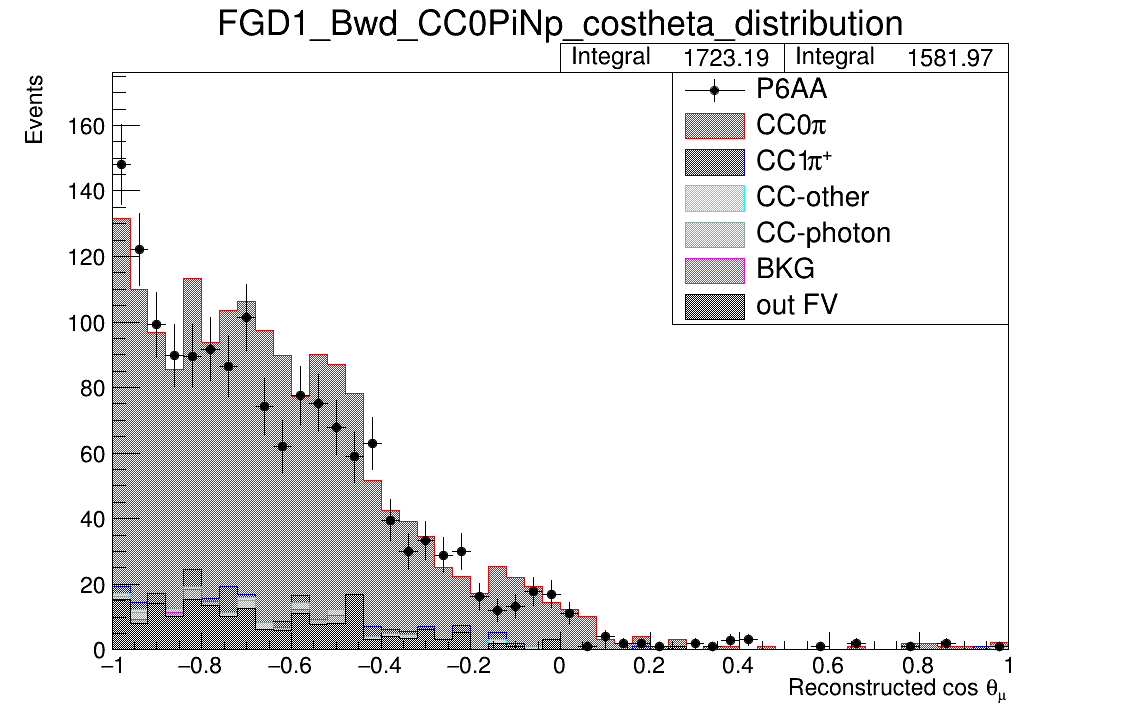 FGD1_Bwd_CC0PiNp_costheta_distribution
Integral 1723.19 Integral 1581.97
P6AA
CC0π
CC1π⁺
CC-other
CC-photon
BKG
out FV
Events
160
140
120
100
80
60
40
20
0
−1 −0.8 −0.6 −0.4 −0.2 0 0.2 0.4 0.6 0.8 1
Reconstructed cos θμ